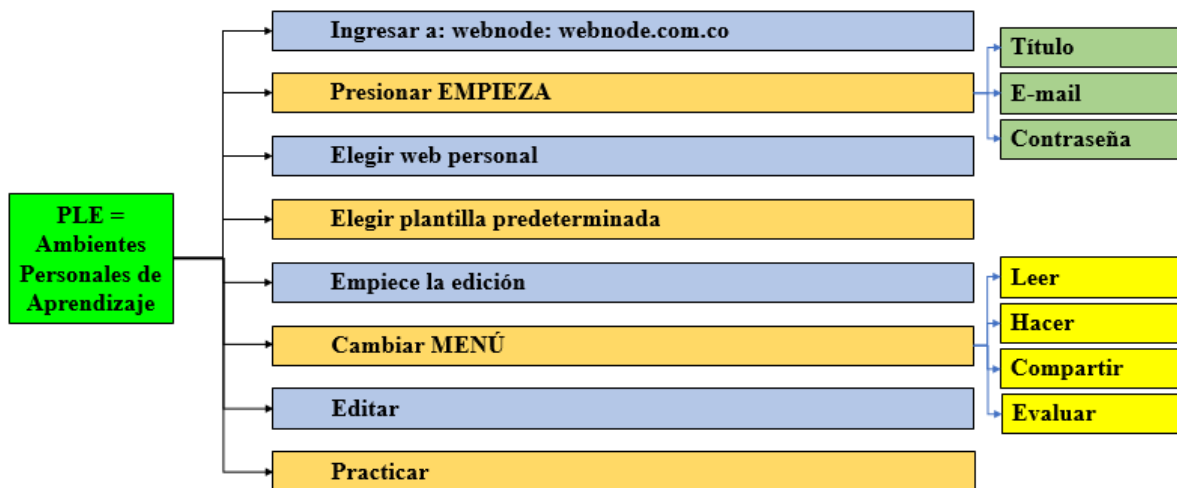 PLE =
Ambientes
Personales de
Aprendizaje
Ingresar a: webnode: webnode.com.co
Presionar EMPIEZA
Título
E-mail
Contraseña
Elegir web personal
Elegir plantilla predeterminada
Empiece la edición
Cambiar MENÚ
Leer
Hacer
Compartir
Evaluar
Editar
Practicar